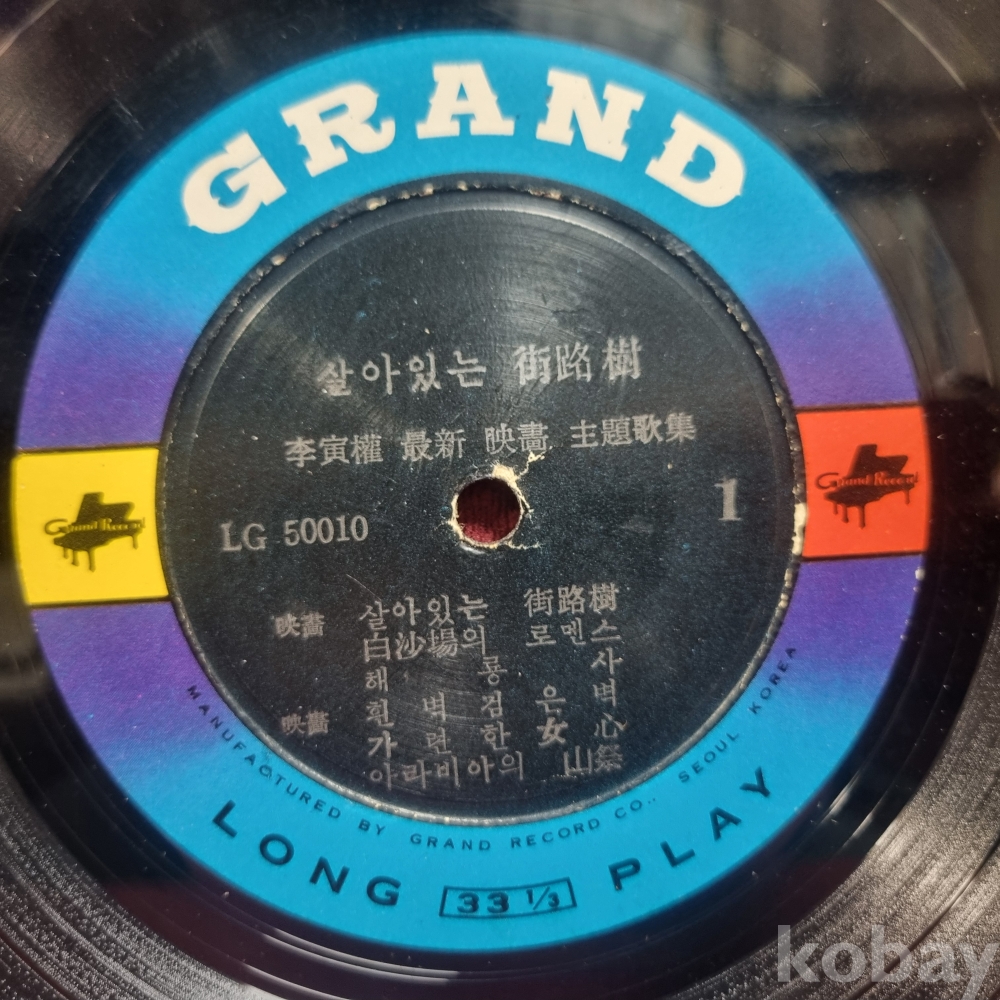 GRAND
살아있는 街路樹
李寅權 最新 映畵 主題歌集
LG 50010
1
Grand Record
Grand Record
映畵 살아있는 街路樹
白沙場의 로멘스
해룡사
흰벽 검은벽
映畵 가련한 女心
아라비아의 山祭
MANUFACTURED BY GRAND RECORD CO.. SEOUL KOREA
LONG 33 1/3 PLAY
kobay